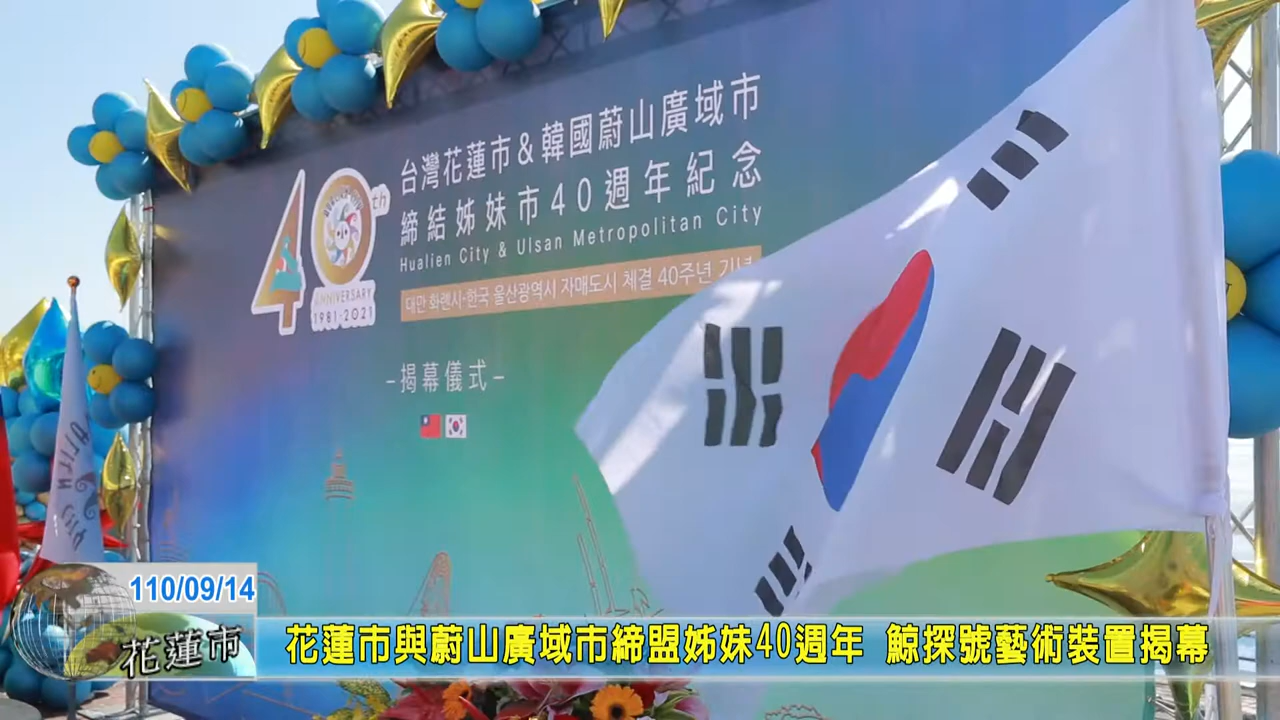 台灣花蓮市&韓國蔚山廣域市
締結姊妹市40週年紀念
Hualien City & Ulsan Metropolitan City
대만 화롄시·한국 울산광역시 자매도시 체결 40주년 기념
40th
ANNIVERSARY
1981-2021
–揭幕儀式–
110/09/14
花蓮市
花蓮市與蔚山廣域市締盟姊妹40週年 鯨探號藝術裝置揭幕